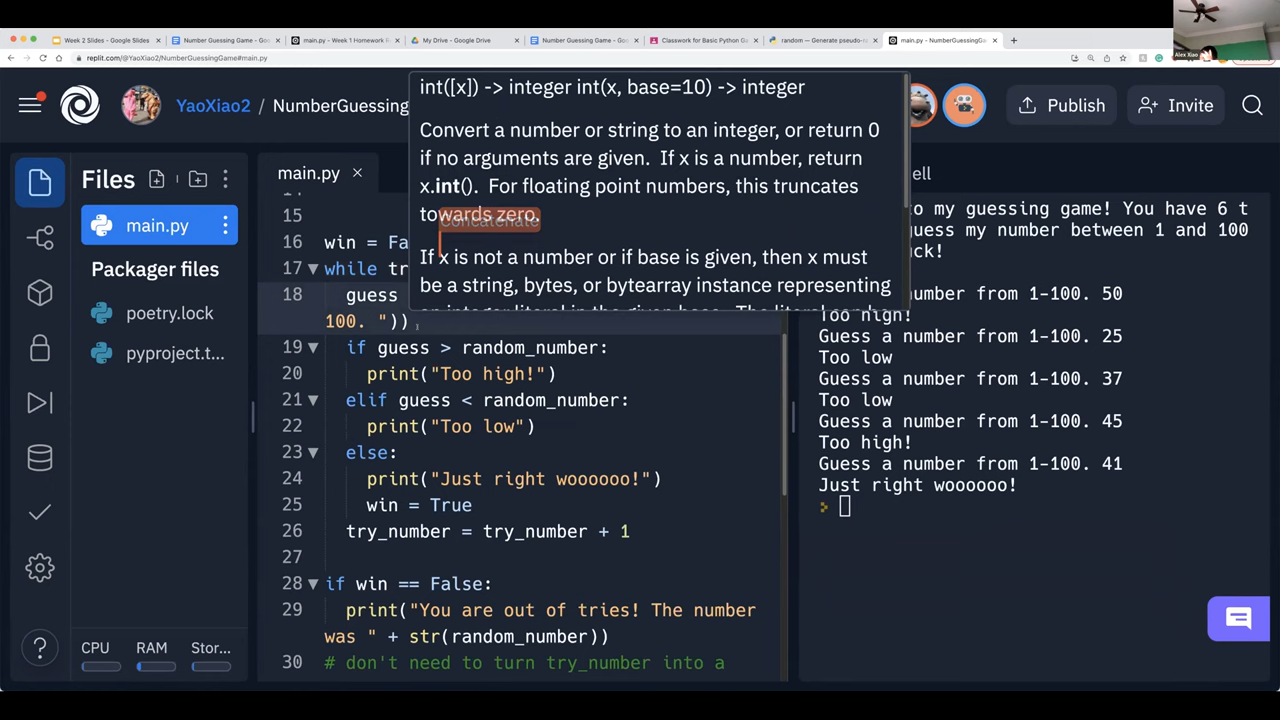 Week 2 Slides - Google Slides
Number Guessing Game - Go
main.py - Week 1 Homework R
My Drive - Google Drive
Number Guessing Game - Go
Classwork for Basic Python G
random — Generate pseudo-r
main.py - NumberGuessingGa
Alex Xiao
replit.com/@YaoXiao2/NumberGuessingGame#main.py
YaoXiao2 / NumberGuessing
Publish
Invite
Files
main.py
Packager files
poetry.lock
pyproject.t...
CPU RAM Stor...
main.py
int([x]) -> integer int(x, base=10) -> integer
Convert a number or string to an integer, or return 0
if no arguments are given. If x is a number, return
x.int(). For floating point numbers, this truncates
towards zero.
concatenate
If x is not a number or if base is given, then x must
be a string, bytes, or bytearray instance representing
15
16 win = Fa
17 while tr
18 guess
100. "))
19 if guess > random_number:
20 print("Too high!")
21 elif guess < random_number:
22 print("Too low")
23 else:
24 print("Just right woooooo!")
25 win = True
26 try_number = try_number + 1
27
28 if win == False:
29 print("You are out of tries! The number
was " + str(random_number))
30 # don't need to turn try_number into a
ell
to my guessing game! You have 6 t
guess my number between 1 and 100
ck!
number from 1-100. 50
Too high!
Guess a number from 1-100. 25
Too low
Guess a number from 1-100. 37
Too low
Guess a number from 1-100. 45
Too high!
Guess a number from 1-100. 41
Just right woooooo!